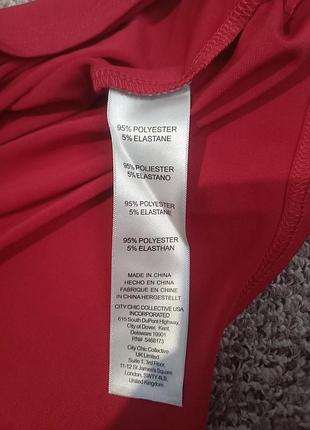 95% POLYESTER
5% ELASTANE
95% POLIESTER
5% ELASTANO
95% POLYESTER
5% ELASTANE
95% POLYESTER
5% ELASTHAN
MADE IN CHINA
HECHO EN CHINA
FABRIQUE EN CHINE
IN CHINA HERGESTELLT
CITY CHIC COLLECTIVE USA
INCORPORATED
615 South DuPont Highway,
City of Dover, Kent,
Delaware 19901
RN# 5468173
City Chic Collective
UK Limited
Suite 1, 3rd Floor,
11-12 St James's Square
London, SW1Y 4LB,
United Kingdom